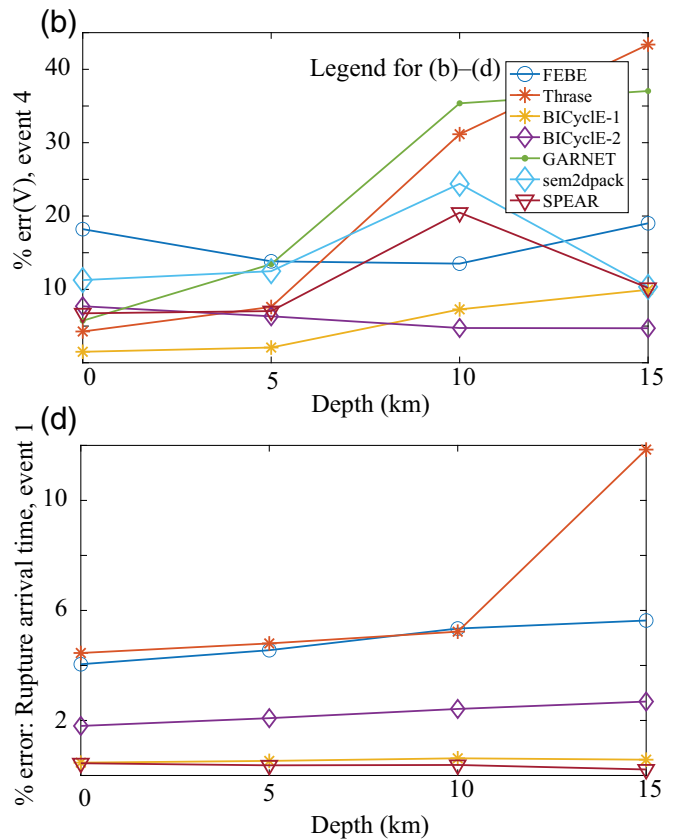 (b)
% err(V), event 4
40
30
20
10
Legend for (b)–(d)
FEBE
Thrase
BICyclE-1
BICyclE-2
GARNET
sem2dpack
SPEAR
0 5 10 15
Depth (km)
(d)
% error: Rupture arrival time, event 1
10
6
2
0 5 10 15
Depth (km)